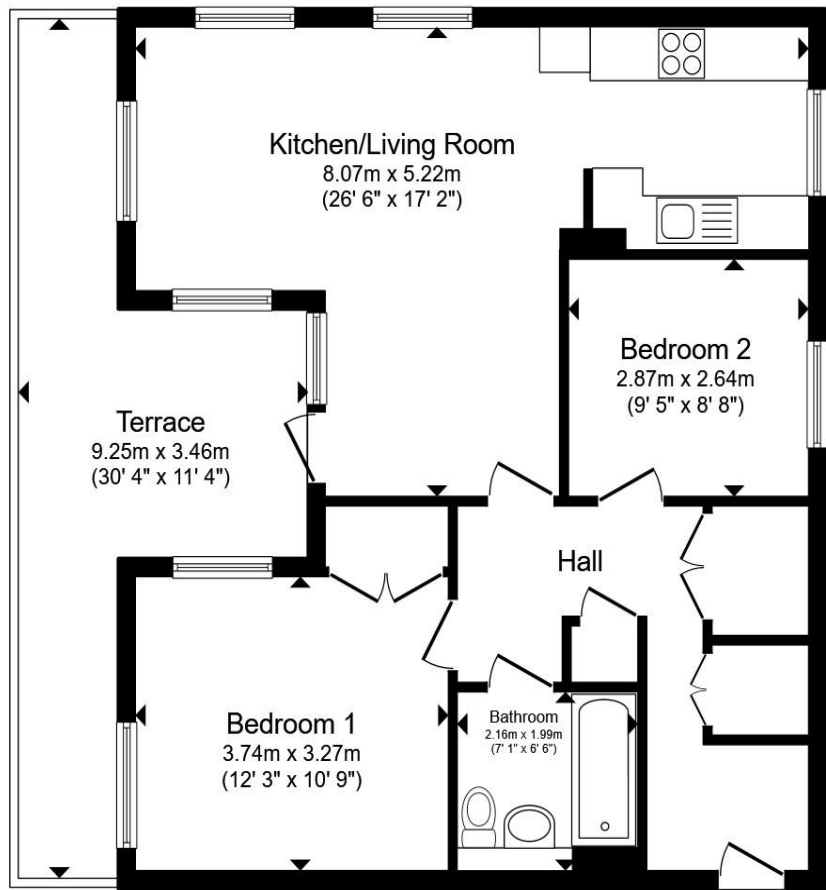 Kitchen/Living Room
8.07m x 5.22m
(26' 6" x 17' 2")
Bedroom 2
2.87m x 2.64m
(9' 5" x 8' 8")
Terrace
9.25m x 3.46m
(30' 4" x 11' 4")
Hall
Bedroom 1
3.74m x 3.27m
(12' 3" x 10' 9")
Bathroom
2.16m x 1.99m
(7' 1" x 6' 6")